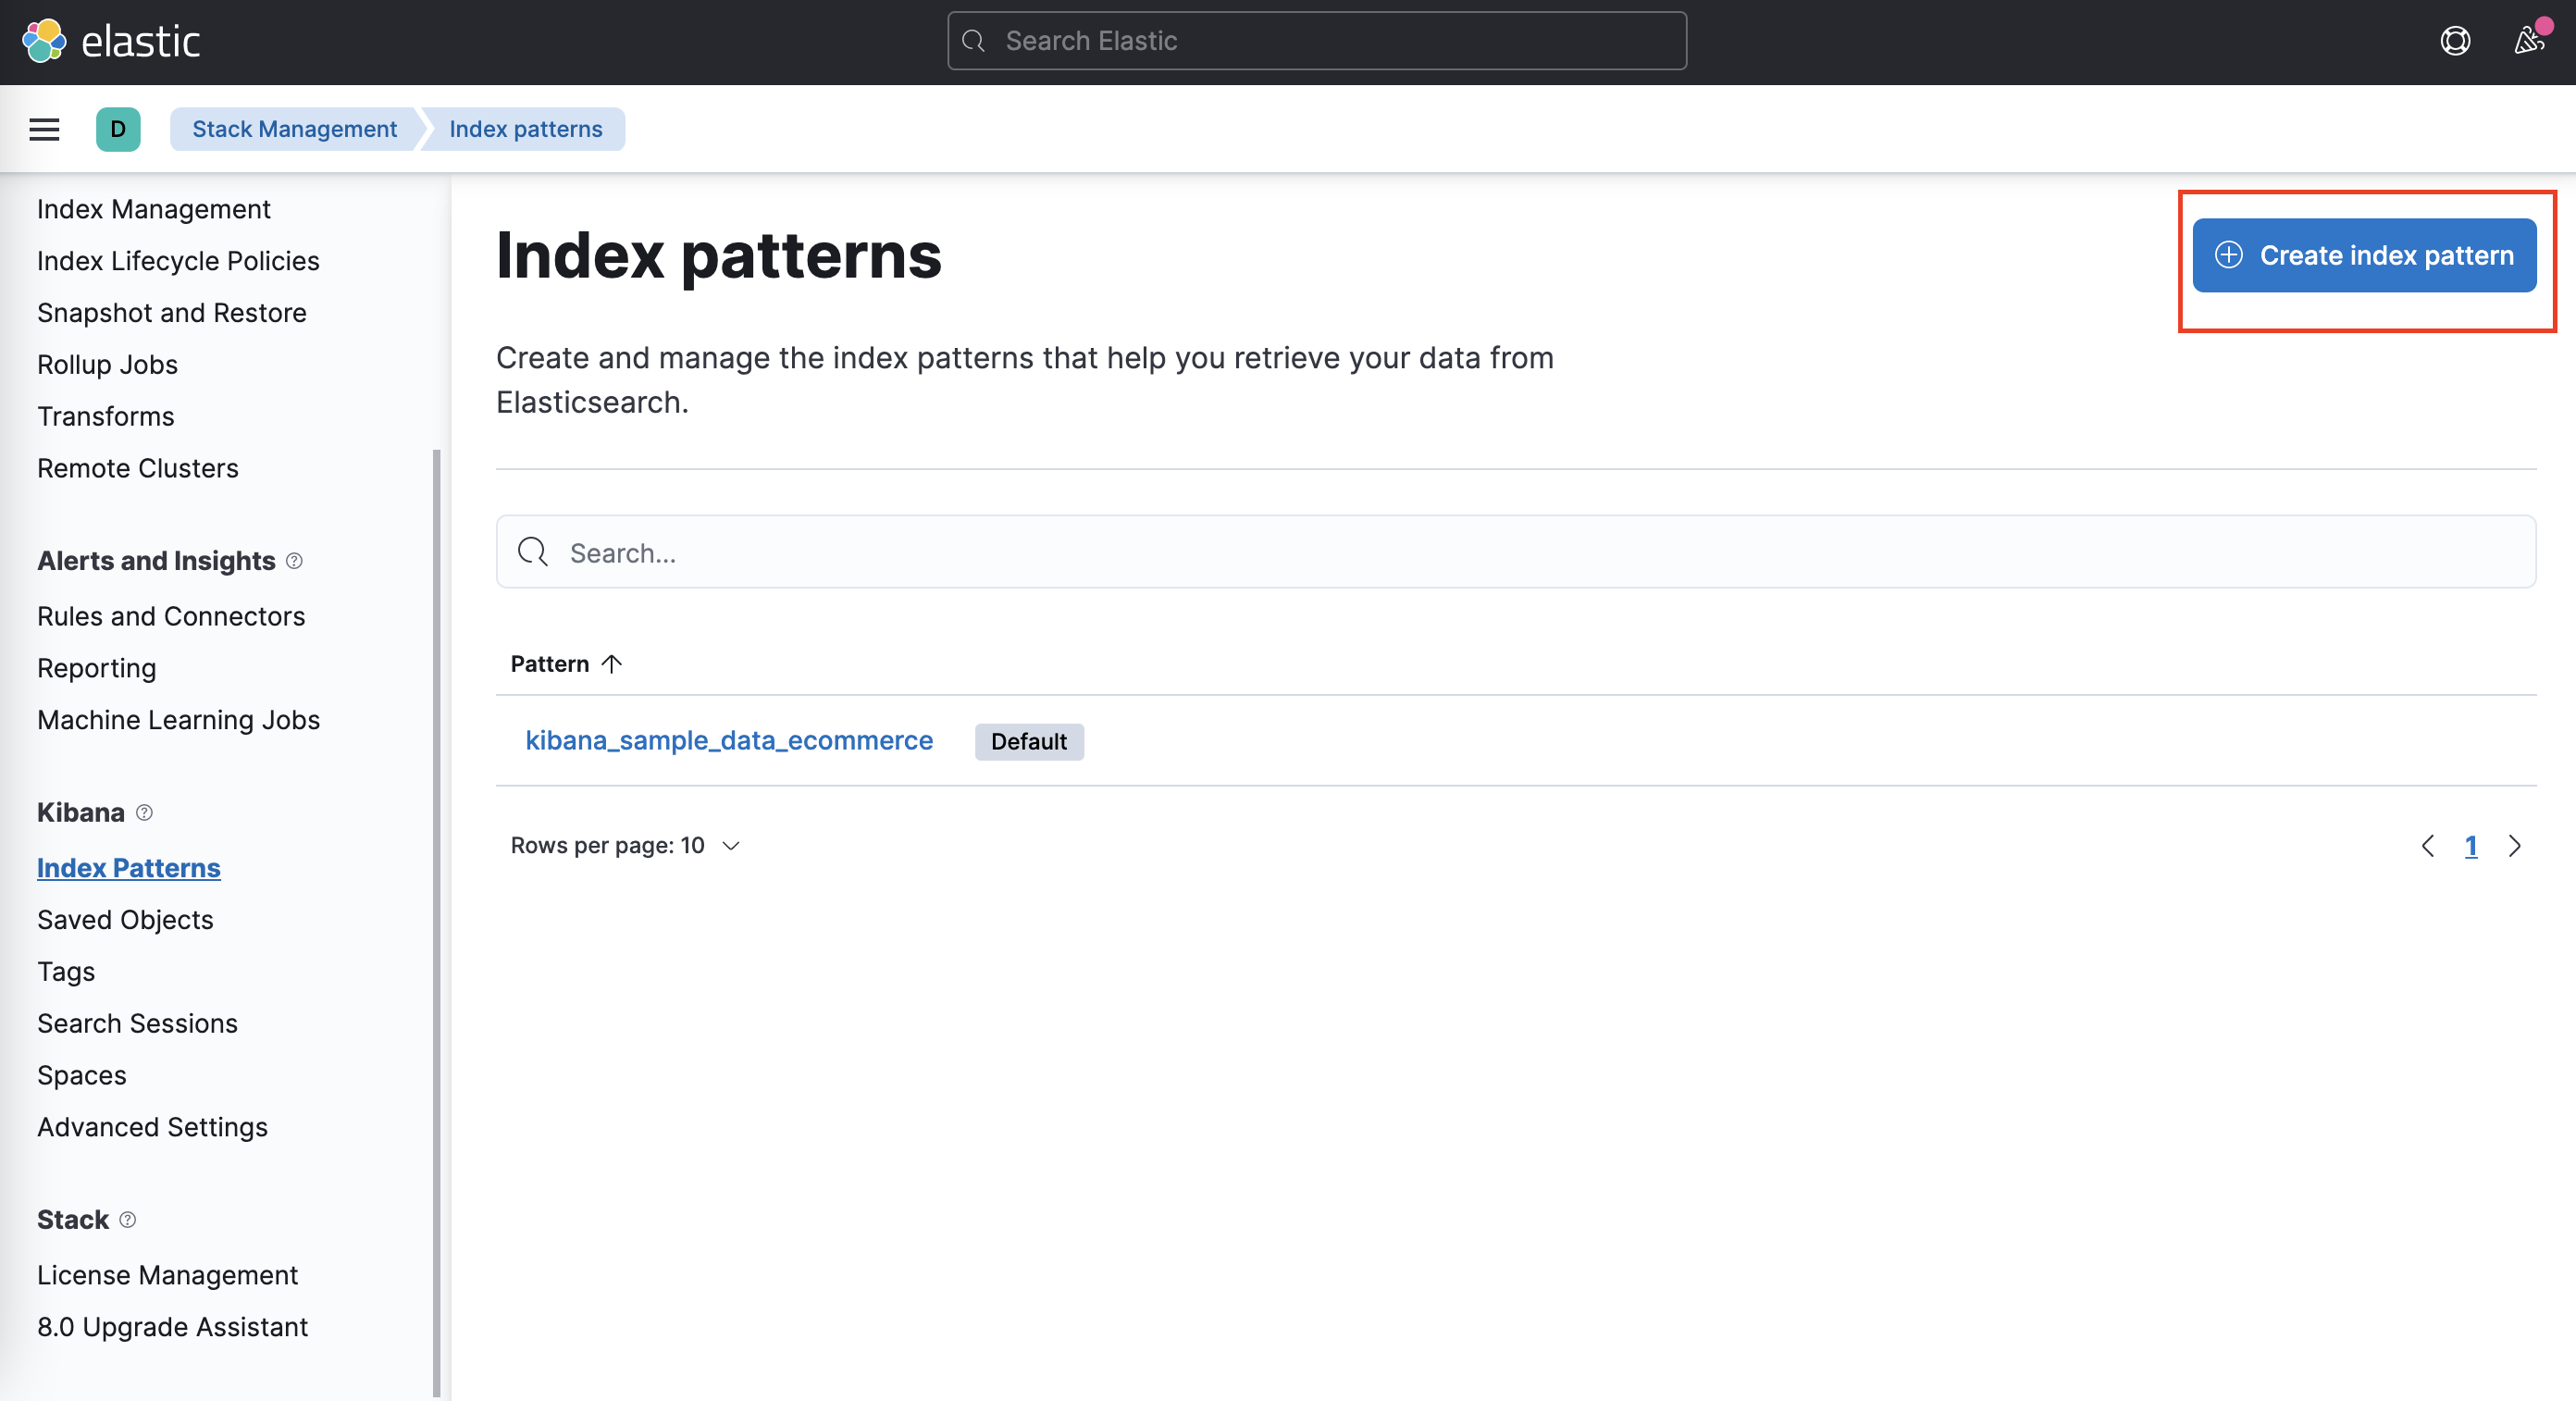 elastic
Search Elastic
D
Stack Management
Index patterns
Index Management
Index Lifecycle Policies
Snapshot and Restore
Rollup Jobs
Transforms
Remote Clusters
Alerts and Insights
Rules and Connectors
Reporting
Machine Learning Jobs
Kibana
Index Patterns
Saved Objects
Tags
Search Sessions
Spaces
Advanced Settings
Stack
License Management
8.0 Upgrade Assistant
Index patterns
Create index pattern
Create and manage the index patterns that help you retrieve your data from
Elasticsearch.
Search...
Pattern
kibana_sample_data_ecommerce Default
Rows per page: 10
1